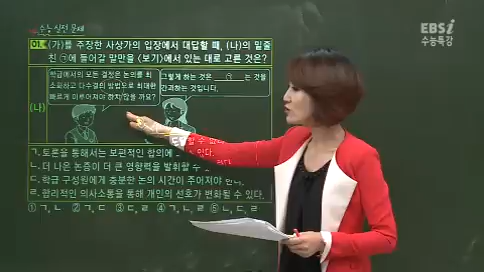 수능 실전 문제
EBSi
수능특강
01. (가)를 주장한 사상가의 입장에서 대답할 때, (나)의 밑줄
친 ㉠에 들어갈 말만을 〈보기〉에서 있는 대로 고른 것은?
(나)
학급에서의 모든 결정은 논의를 최
소화하고 다수결의 방법으로 최대한
빠르게 이루어져야 하지 않을 까요?
그렇게 하는 것은 ㉠ 는 것을
간과하는 것입니다.
ㄱ. 토론을 통해서는 보편적인 합의에 있다.
ㄴ. 더 나은 논증이 더 큰 영향력을 발휘할 수
ㄷ. 학급 구성원에게 충분한 논의 시간이 주어져야
ㄹ. 합리적인 의사소통을 통해 개인의 선호가 변화될 수 있다.
① ㄱ, ㄴ ② ㄱ, ㄷ ③ ㄷ, ㄹ ④ ㄱ, ㄴ, ㄹ ⑤ ㄴ, ㄷ, ㄹ